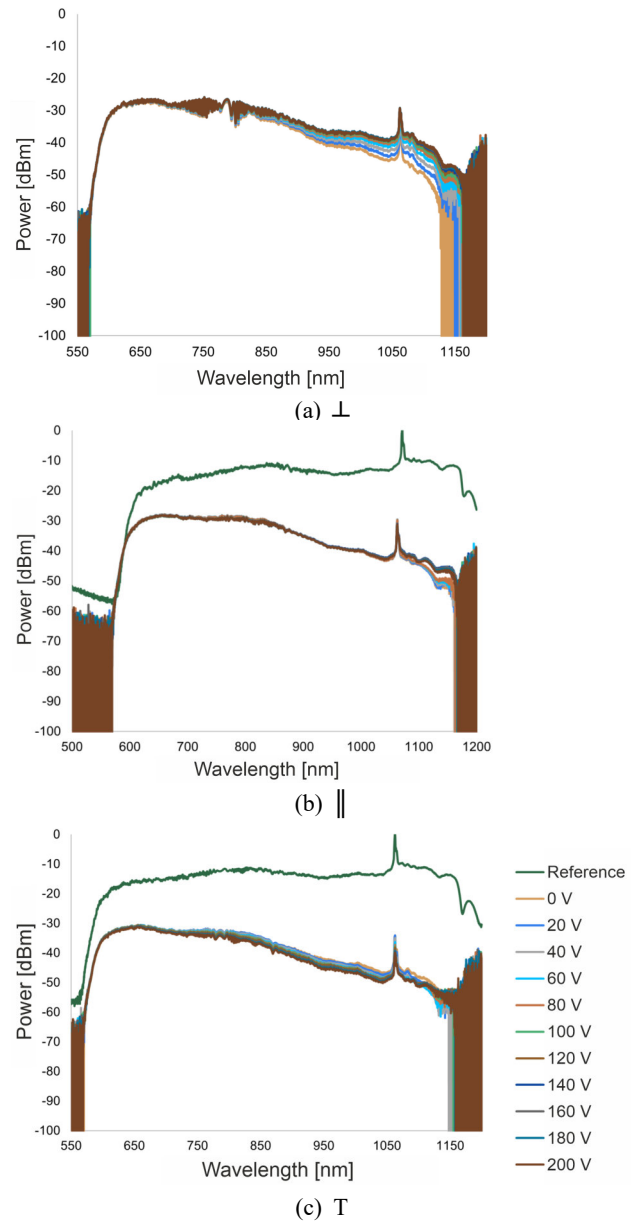 0
-10
-20
-30
-40
-50
-60
-70
-80
-90
-100
Power [dBm]
550 650 750 850 950 1050 1150
Wavelength [nm]
(a) ⊥
0
-10
-20
-30
-40
-50
-60
-70
-80
-90
-100
Power [dBm]
500 600 700 800 900 1000 1100 1200
Wavelength [nm]
(b) ∥
0
-10
-20
-30
-40
-50
-60
-70
-80
-90
-100
Power [dBm]
550 650 750 850 950 1050 1150
Wavelength [nm]
Reference
0 V
20 V
40 V
60 V
80 V
100 V
120 V
140 V
160 V
180 V
200 V
(c) T